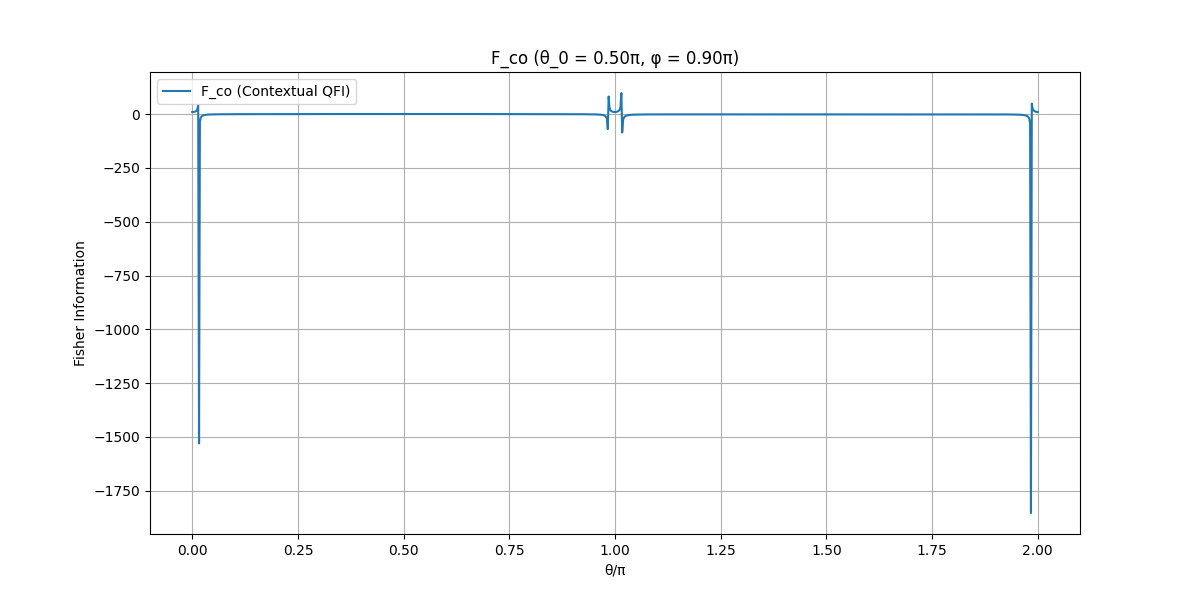 F_co (θ_0 = 0.50π, φ = 0.90π)
F_co (Contextual QFI)
Fisher Information
0
−250
−500
−750
−1000
−1250
−1500
−1750
0.00 0.25 0.50 0.75 1.00 1.25 1.50 1.75 2.00
θ/π